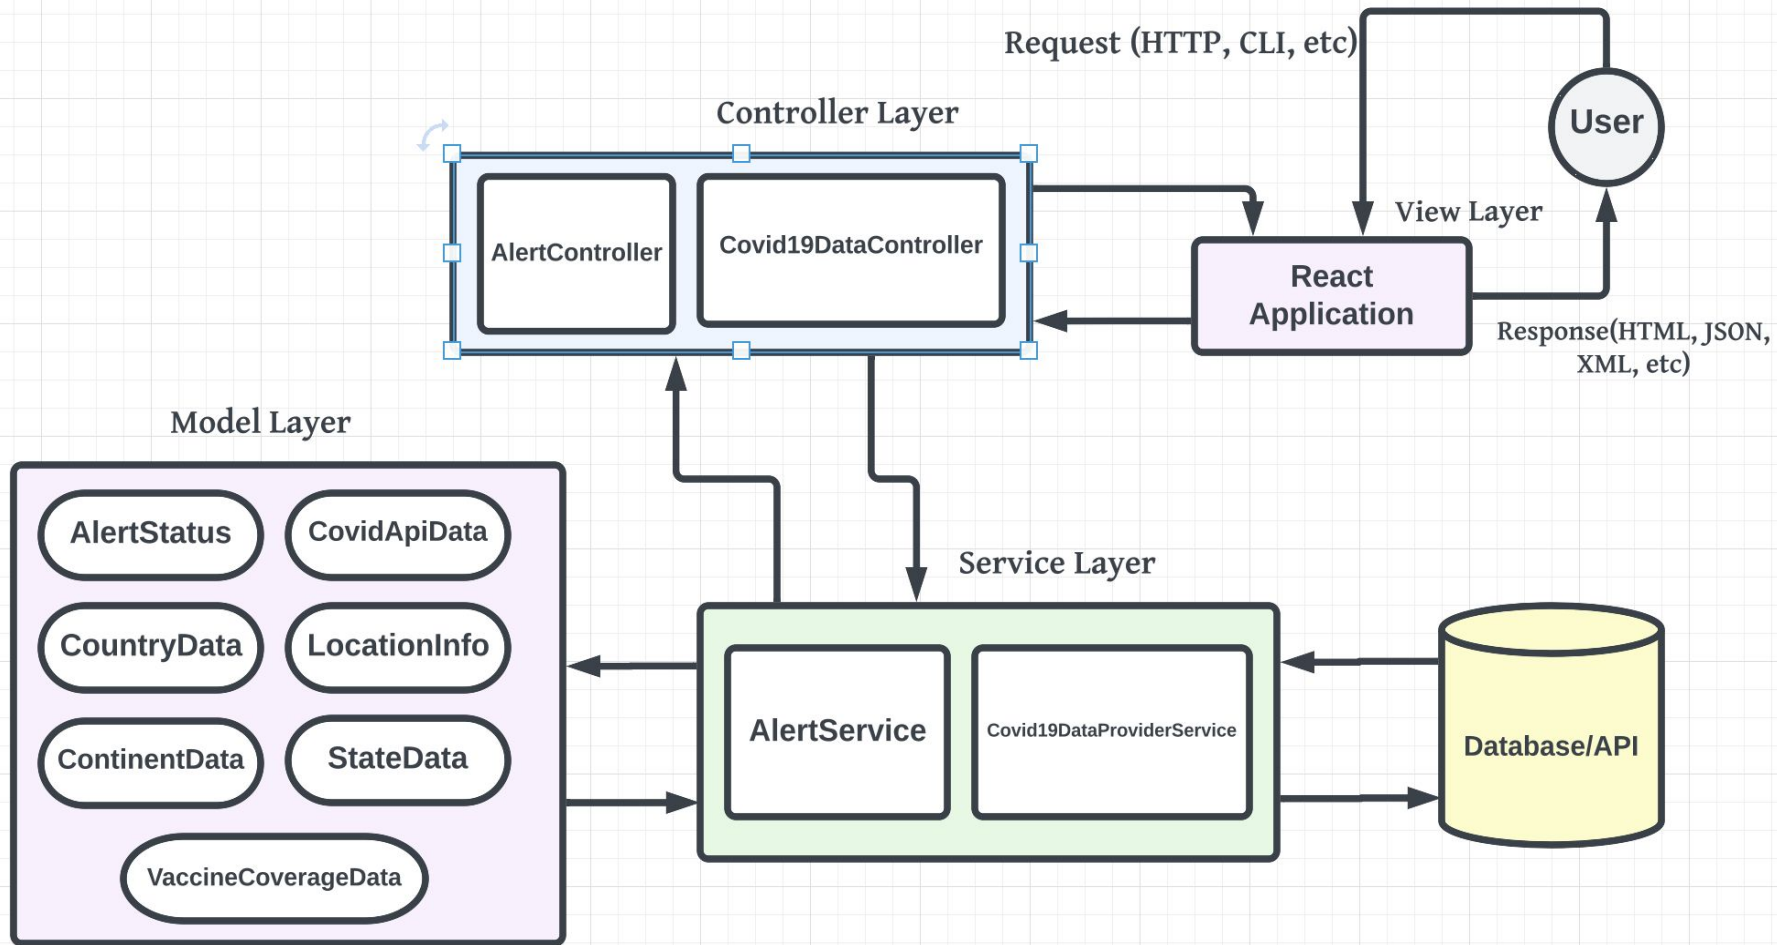 Request (HTTP, CLI, etc)
User
Controller Layer
AlertController
Covid19DataController
View Layer
React
Application
Response(HTML, JSON,
XML, etc)
Model Layer
AlertStatus
CovidApiData
CountryData
LocationInfo
ContinentData
StateData
VaccineCoverageData
Service Layer
AlertService
Covid19DataProviderService
Database/API